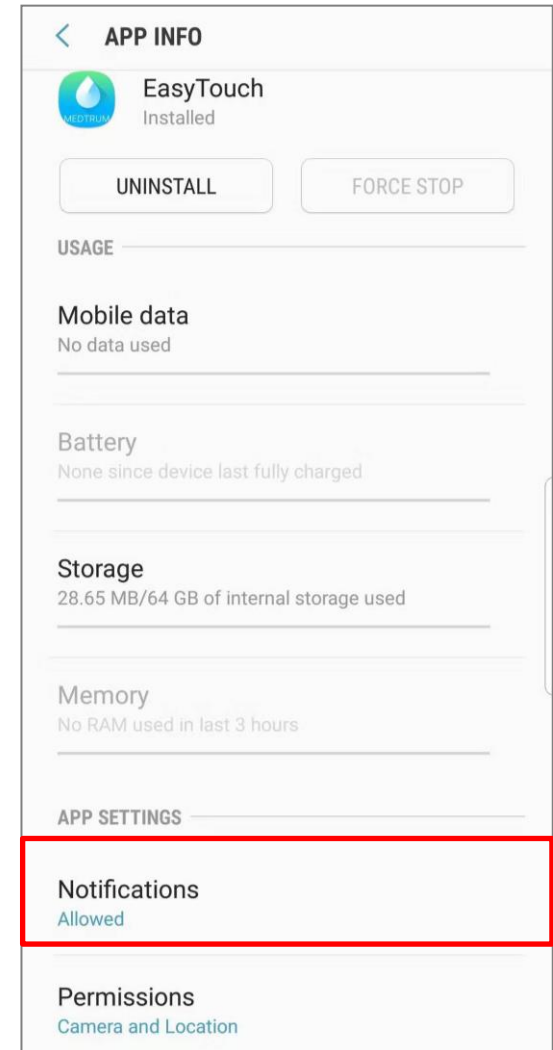 APP INFO
EasyTouch
MEDTRUM
Installed
UNINSTALL
FORCE STOP
USAGE
Mobile data
No data used
Battery
None since device last fully charged
Storage
28.65 MB/64 GB of internal storage used
Memory
No RAM used in last 3 hours
APP SETTINGS
Notifications
Allowed
Permissions
Camera and Location